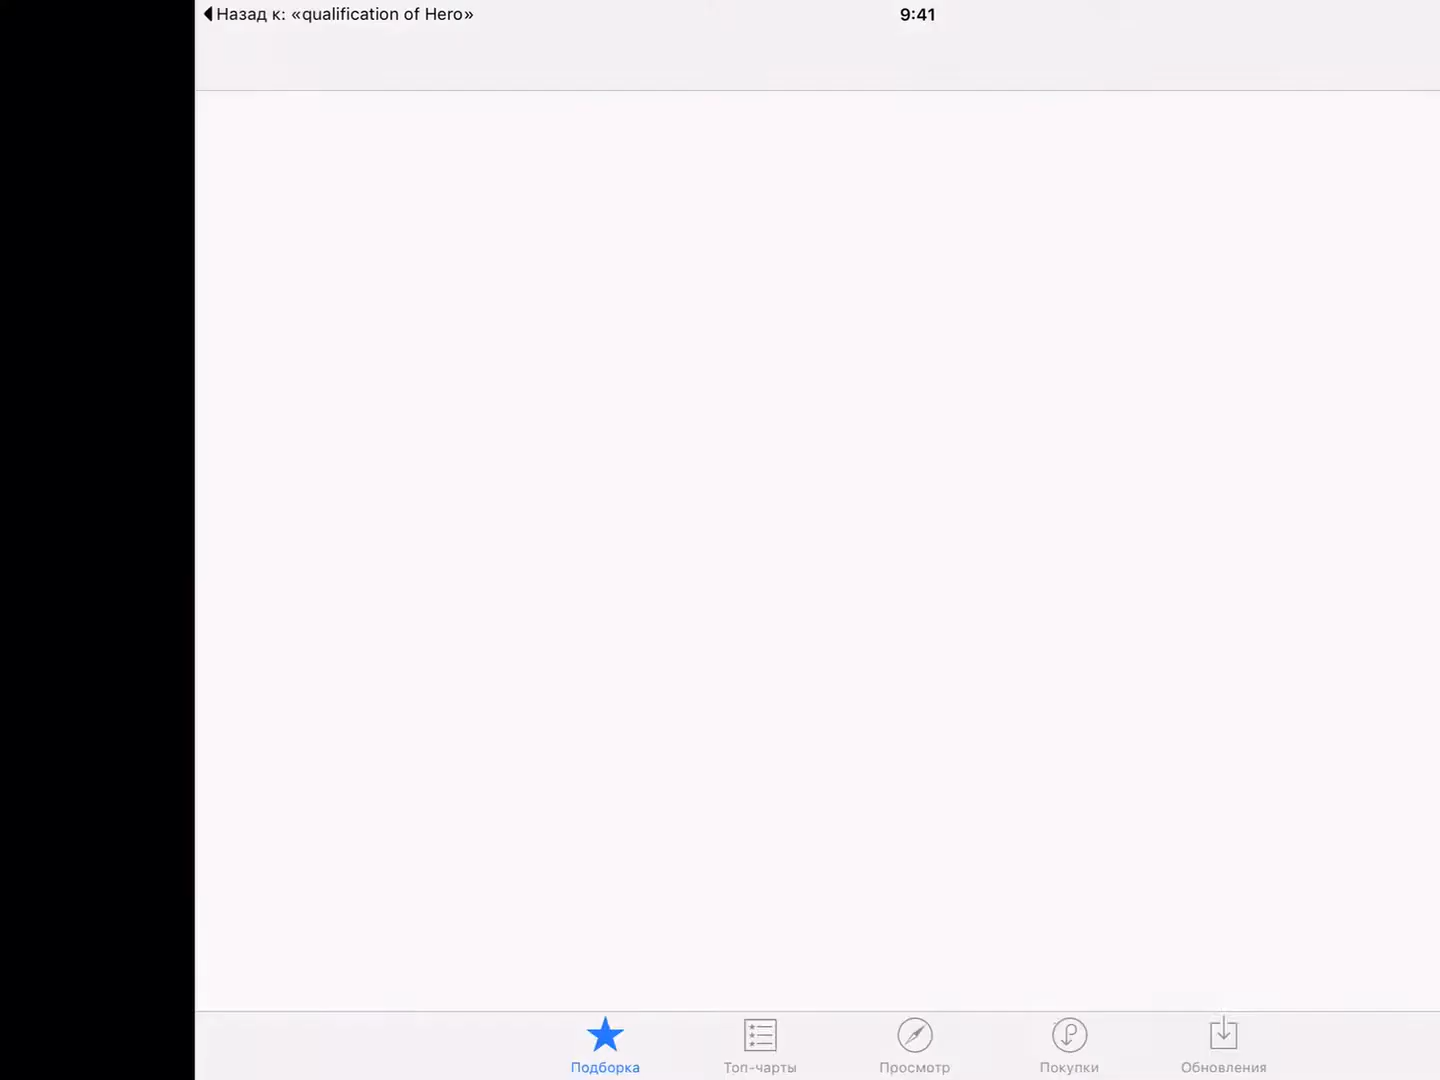 Назад к: «qualification of Hero»
9:41
Подборка
Топ-чарты
Просмотр
Покупки
Обновления